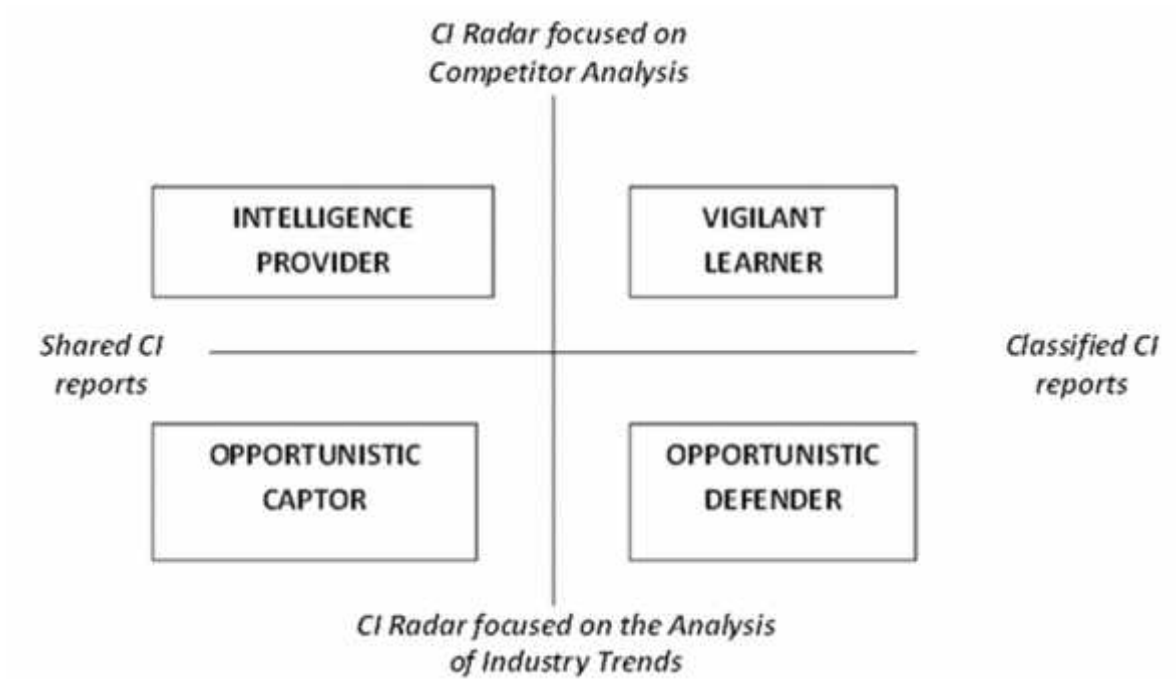 CI Radar focused on
Competitor Analysis
INTELLIGENCE
PROVIDER
VIGILANT
LEARNER
Shared CI
reports
Classified CI
reports
OPPORTUNISTIC
CAPTOR
OPPORTUNISTIC
DEFENDER
CI Radar focused on the Analysis
of Industry Trends